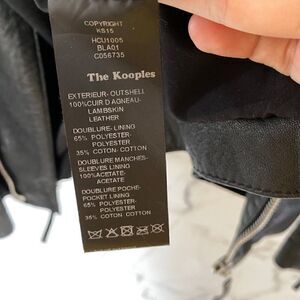 COPYRIGHT
KS15
HCU1005
BLA01
C056735
The Kooples
EXTERIEUR- OUTSHELL
100%CUIR D'AGNEAU-
LAMBSKIN
LEATHER
DOUBLURE- LINING
65% POLYESTER-
POLYESTER
35% COTON- COTTON
DOUBLURE MANCHES-
SLEEVES LINING
100%ACETATE-
ACETATE
DOUBLURE POCHE-
POCKET LINING
65% POLYESTER-
POLYESTER
35% COTON- COTTON